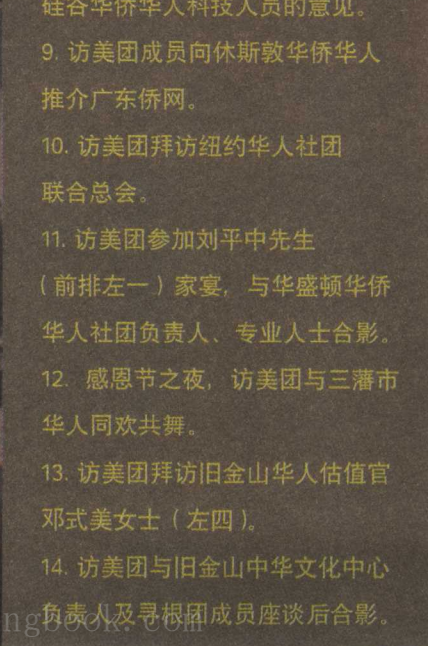 硅谷华侨华人科技人员的意见。
9. 访美团成员向休斯敦华侨华人
推介广东侨网。
10. 访美团拜访纽约华人社团
联合总会。
11. 访美团参加刘平中先生
（前排左一）家宴，与华盛顿华侨
华人社团负责人、专业人士合影。
12. 感恩节之夜，访美团与三藩市
华人同欢共舞。
13. 访美团拜访旧金山华人估值官
邓式美女士（左四）。
14. 访美团与旧金山中华文化中心
负责人及寻根团成员座谈后合影。
ngbook.com